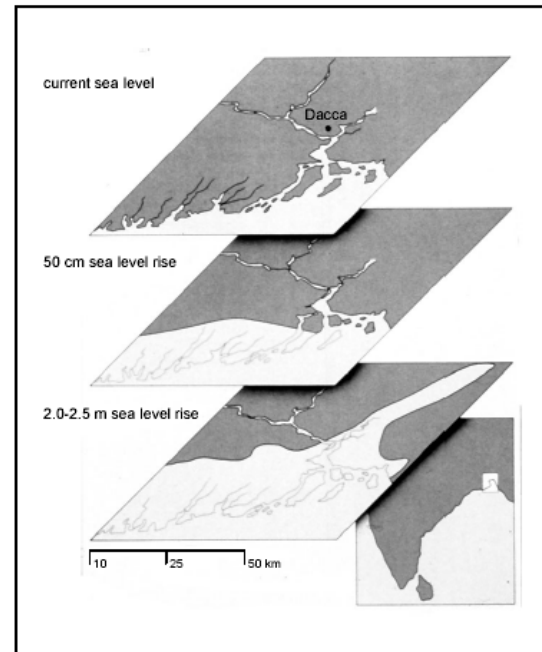 current sea level
Dacca
50 cm sea level rise
2.0-2.5 m sea level rise
10 25 50 km